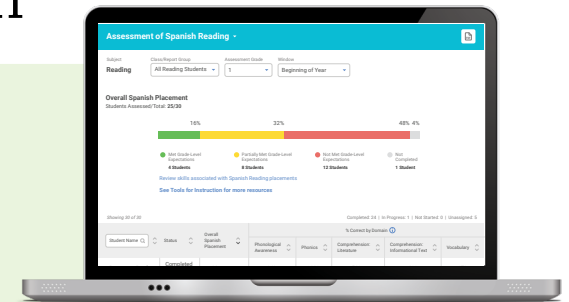 Assessment of Spanish Reading
Subject Class/Report Group Assessment Grade Window
Reading All Reading Students 1 Beginning of Year
Overall Spanish Placement
Students Assessed/Total: 25/30
16% 32% 48% 4%
Met Grade-Level Expectations
4 Students
Partially Met Grade-Level Expectations
8 Students
Not Met Grade-Level Expectations
12 Students
Not Completed
1 Student
Review skills associated with Spanish Reading placements
See Tools for Instruction for more resources
Showing 30 of 30 Completed: 24 | In Progress: 1 | Not Started: 0 | Unassigned: 5
% Correct by Domain
Student Name Status Overall Spanish Placement Phonological Awareness Phonics Comprehension: Literature Comprehension: Informational Text Vocabulary
Completed